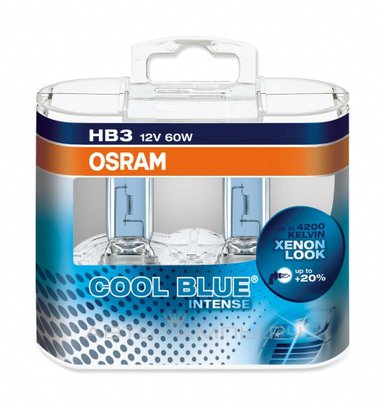 HB3 12V 60W
OSRAM
up to 4200
KELVIN
XENON
LOOK
up to
+20%
COOL BLUE®
INTENSE